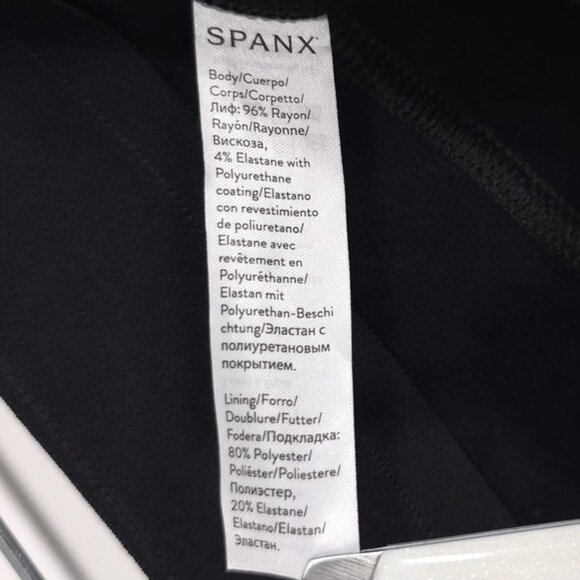 SPANX
Body/Cuerpo/
Corps/Corpetto/
Лиф: 96% Rayon/
Rayón/Rayonne/
Вискоза,
4% Elastane with
Polyurethane
coating/Elastano
con revestimiento
de poliuretano/
Elastane avec
revêtement en
Polyuréthanne/
Elastan mit
Polyurethan-Beschi
chtung/Эластан с
полиуретановым
покрытием.
Lining/Forro/
Doublure/Futter/
Fodera/Подкладка:
80% Polyester/
Poliéster/Poliestere/
Полиэстер,
20% Elastane/
Elastano/Elastan/
Эластан.